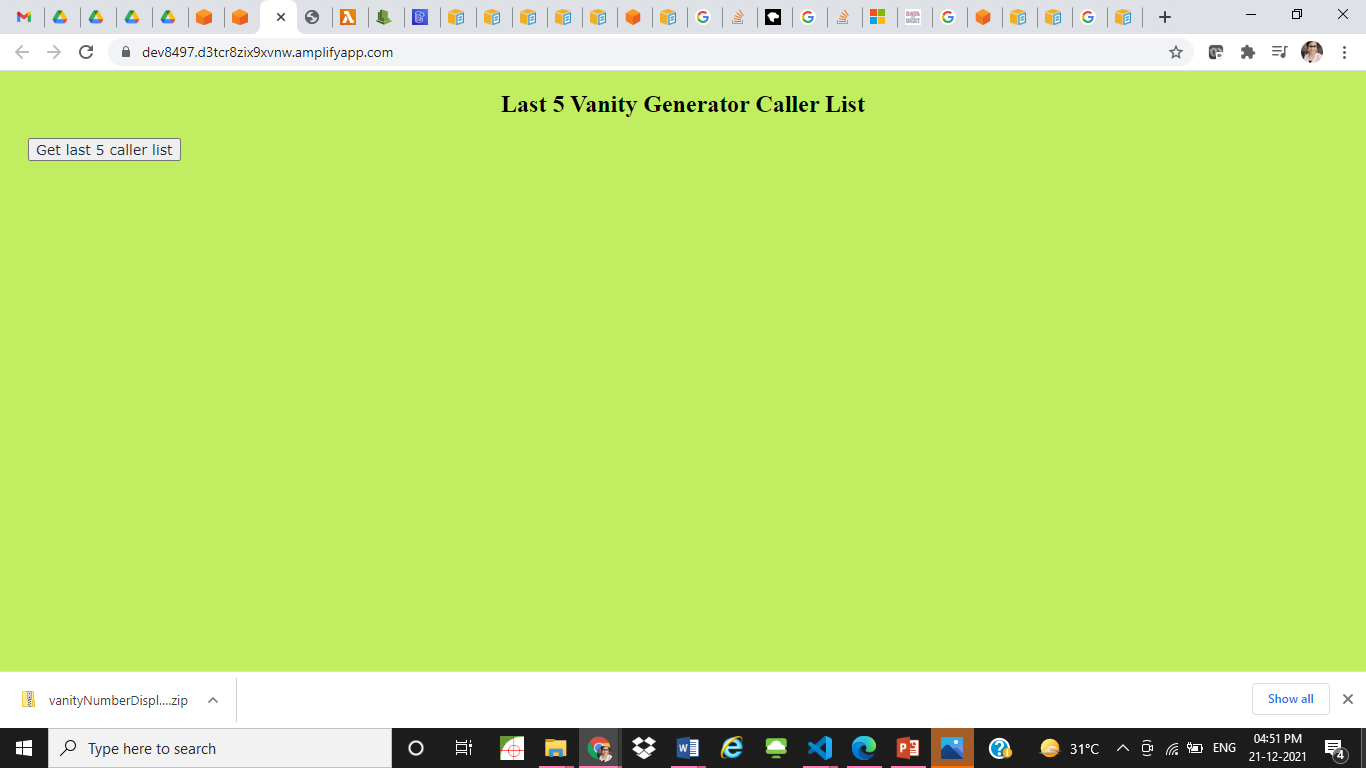 dev8497.d3tcr8zix9xvnw.amplifyapp.com
Last 5 Vanity Generator Caller List
Get last 5 caller list
vanityNumberDispl....zip
Show all
Type here to search
31°C
ENG
04:51 PM
21-12-2021
4